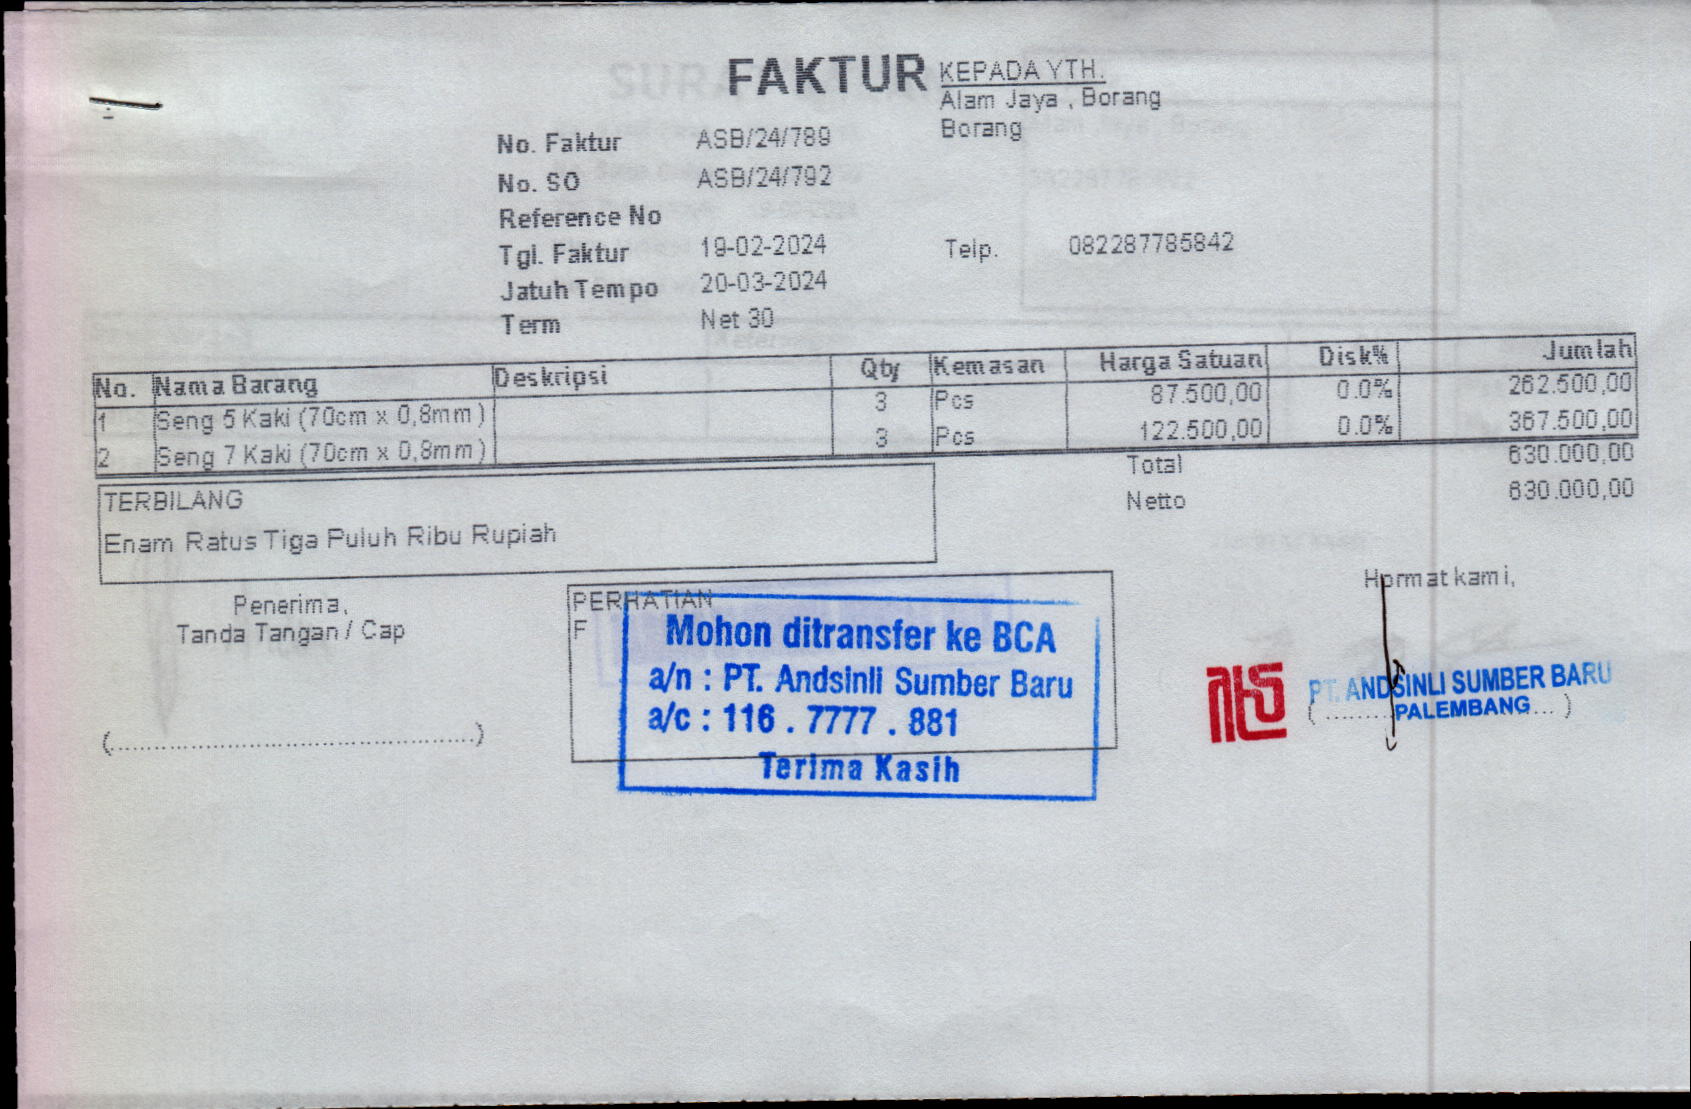 FAKTUR
KEPADA YTH.
Alam Jaya , Borang
Borang
No. Faktur ASB/24/789
No. SO ASB/24/792
Reference No
Tgl. Faktur 19-02-2024
Telp. 082287785842
Jatuh Tempo 20-03-2024
Term Net 30
No. Nama Barang Deskripsi Qty Kemasan Harga Satuan Disk% Jumlah
1 Seng 5 Kaki (70cm x 0,8mm) 3 Pcs 87.500,00 0.0% 262.500,00
2 Seng 7 Kaki (70cm x 0,8mm) 3 Pcs 122.500,00 0.0% 367.500,00
Total 630.000,00
Netto 630.000,00
TERBILANG
Enam Ratus Tiga Puluh Ribu Rupiah
Penerima,
Tanda Tangan / Cap
(................................................)
PERHATIAN
F
Mohon ditransfer ke BCA
a/n : PT. Andsinli Sumber Baru
a/c : 116 . 7777 . 881
Terima Kasih
Hormat kami,
PT. ANDSINLI SUMBER BARU
PALEMBANG